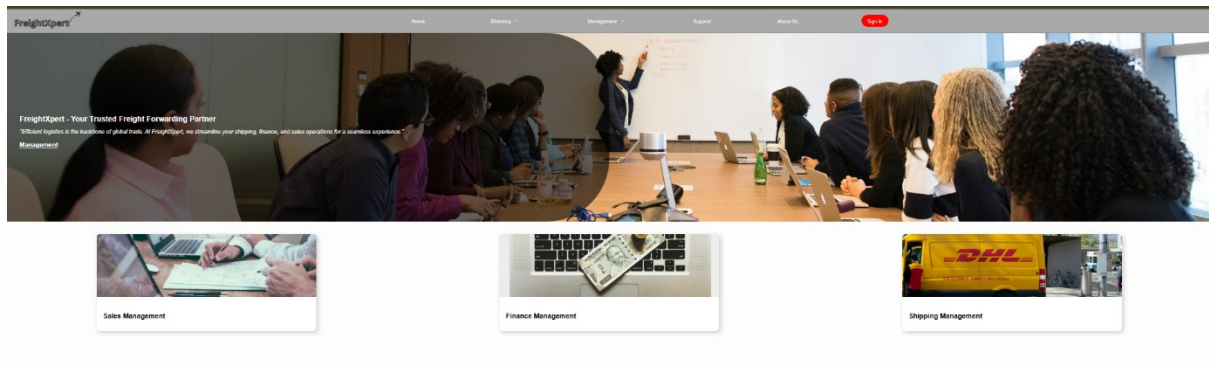 FreightXpert
Home
Directory
Management
Support
About Us
Sign In
FreightXpert - Your Trusted Freight Forwarding Partner
"Efficient logistics is the backbone of global trade. At FreightXpert, we streamline your shipping, finance, and sales operations for a seamless experience."
Management
DHL
Sales Management
Finance Management
Shipping Management